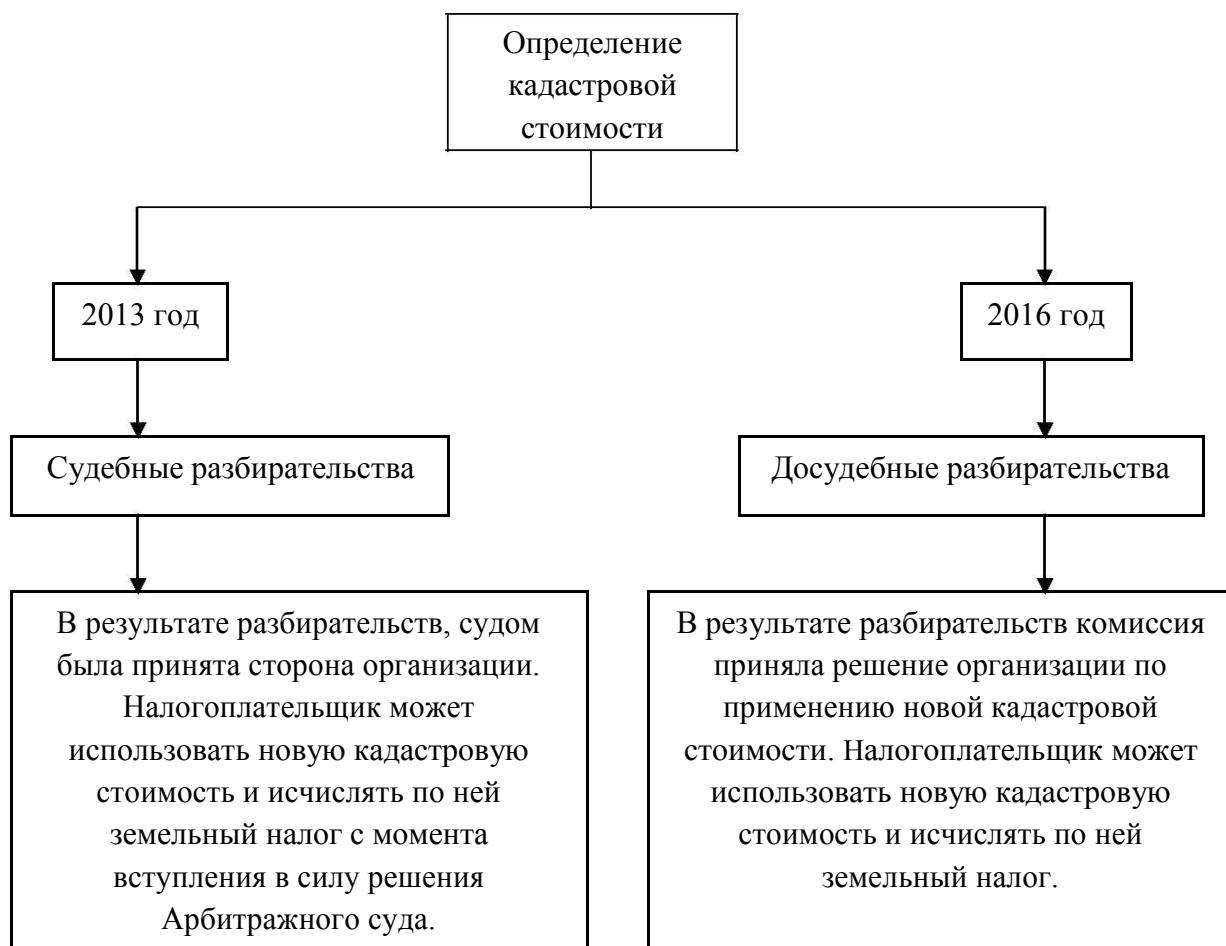 Определение
кадастровой
стоимости
2013 год
2016 год
Судебные разбирательства
Досудебные разбирательства
В результате разбирательств, судом
была принята сторона организации.
Налогоплательщик может
использовать новую кадастровую
стоимость и исчислять по ней
земельный налог с момента
вступления в силу решения
Арбитражного суда.
В результате разбирательств комиссия
приняла решение организации по
применению новой кадастровой
стоимости. Налогоплательщик может
использовать новую кадастровую
стоимость и исчислять по ней
земельный налог.